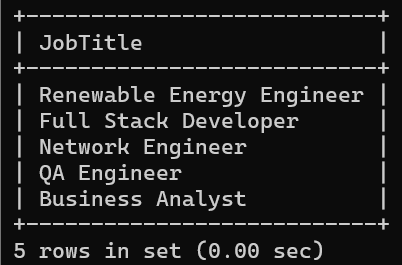 +---------------------------+
| JobTitle                  |
+---------------------------+
| Renewable Energy Engineer |
| Full Stack Developer      |
| Network Engineer          |
| QA Engineer               |
| Business Analyst          |
+---------------------------+
5 rows in set (0.00 sec)